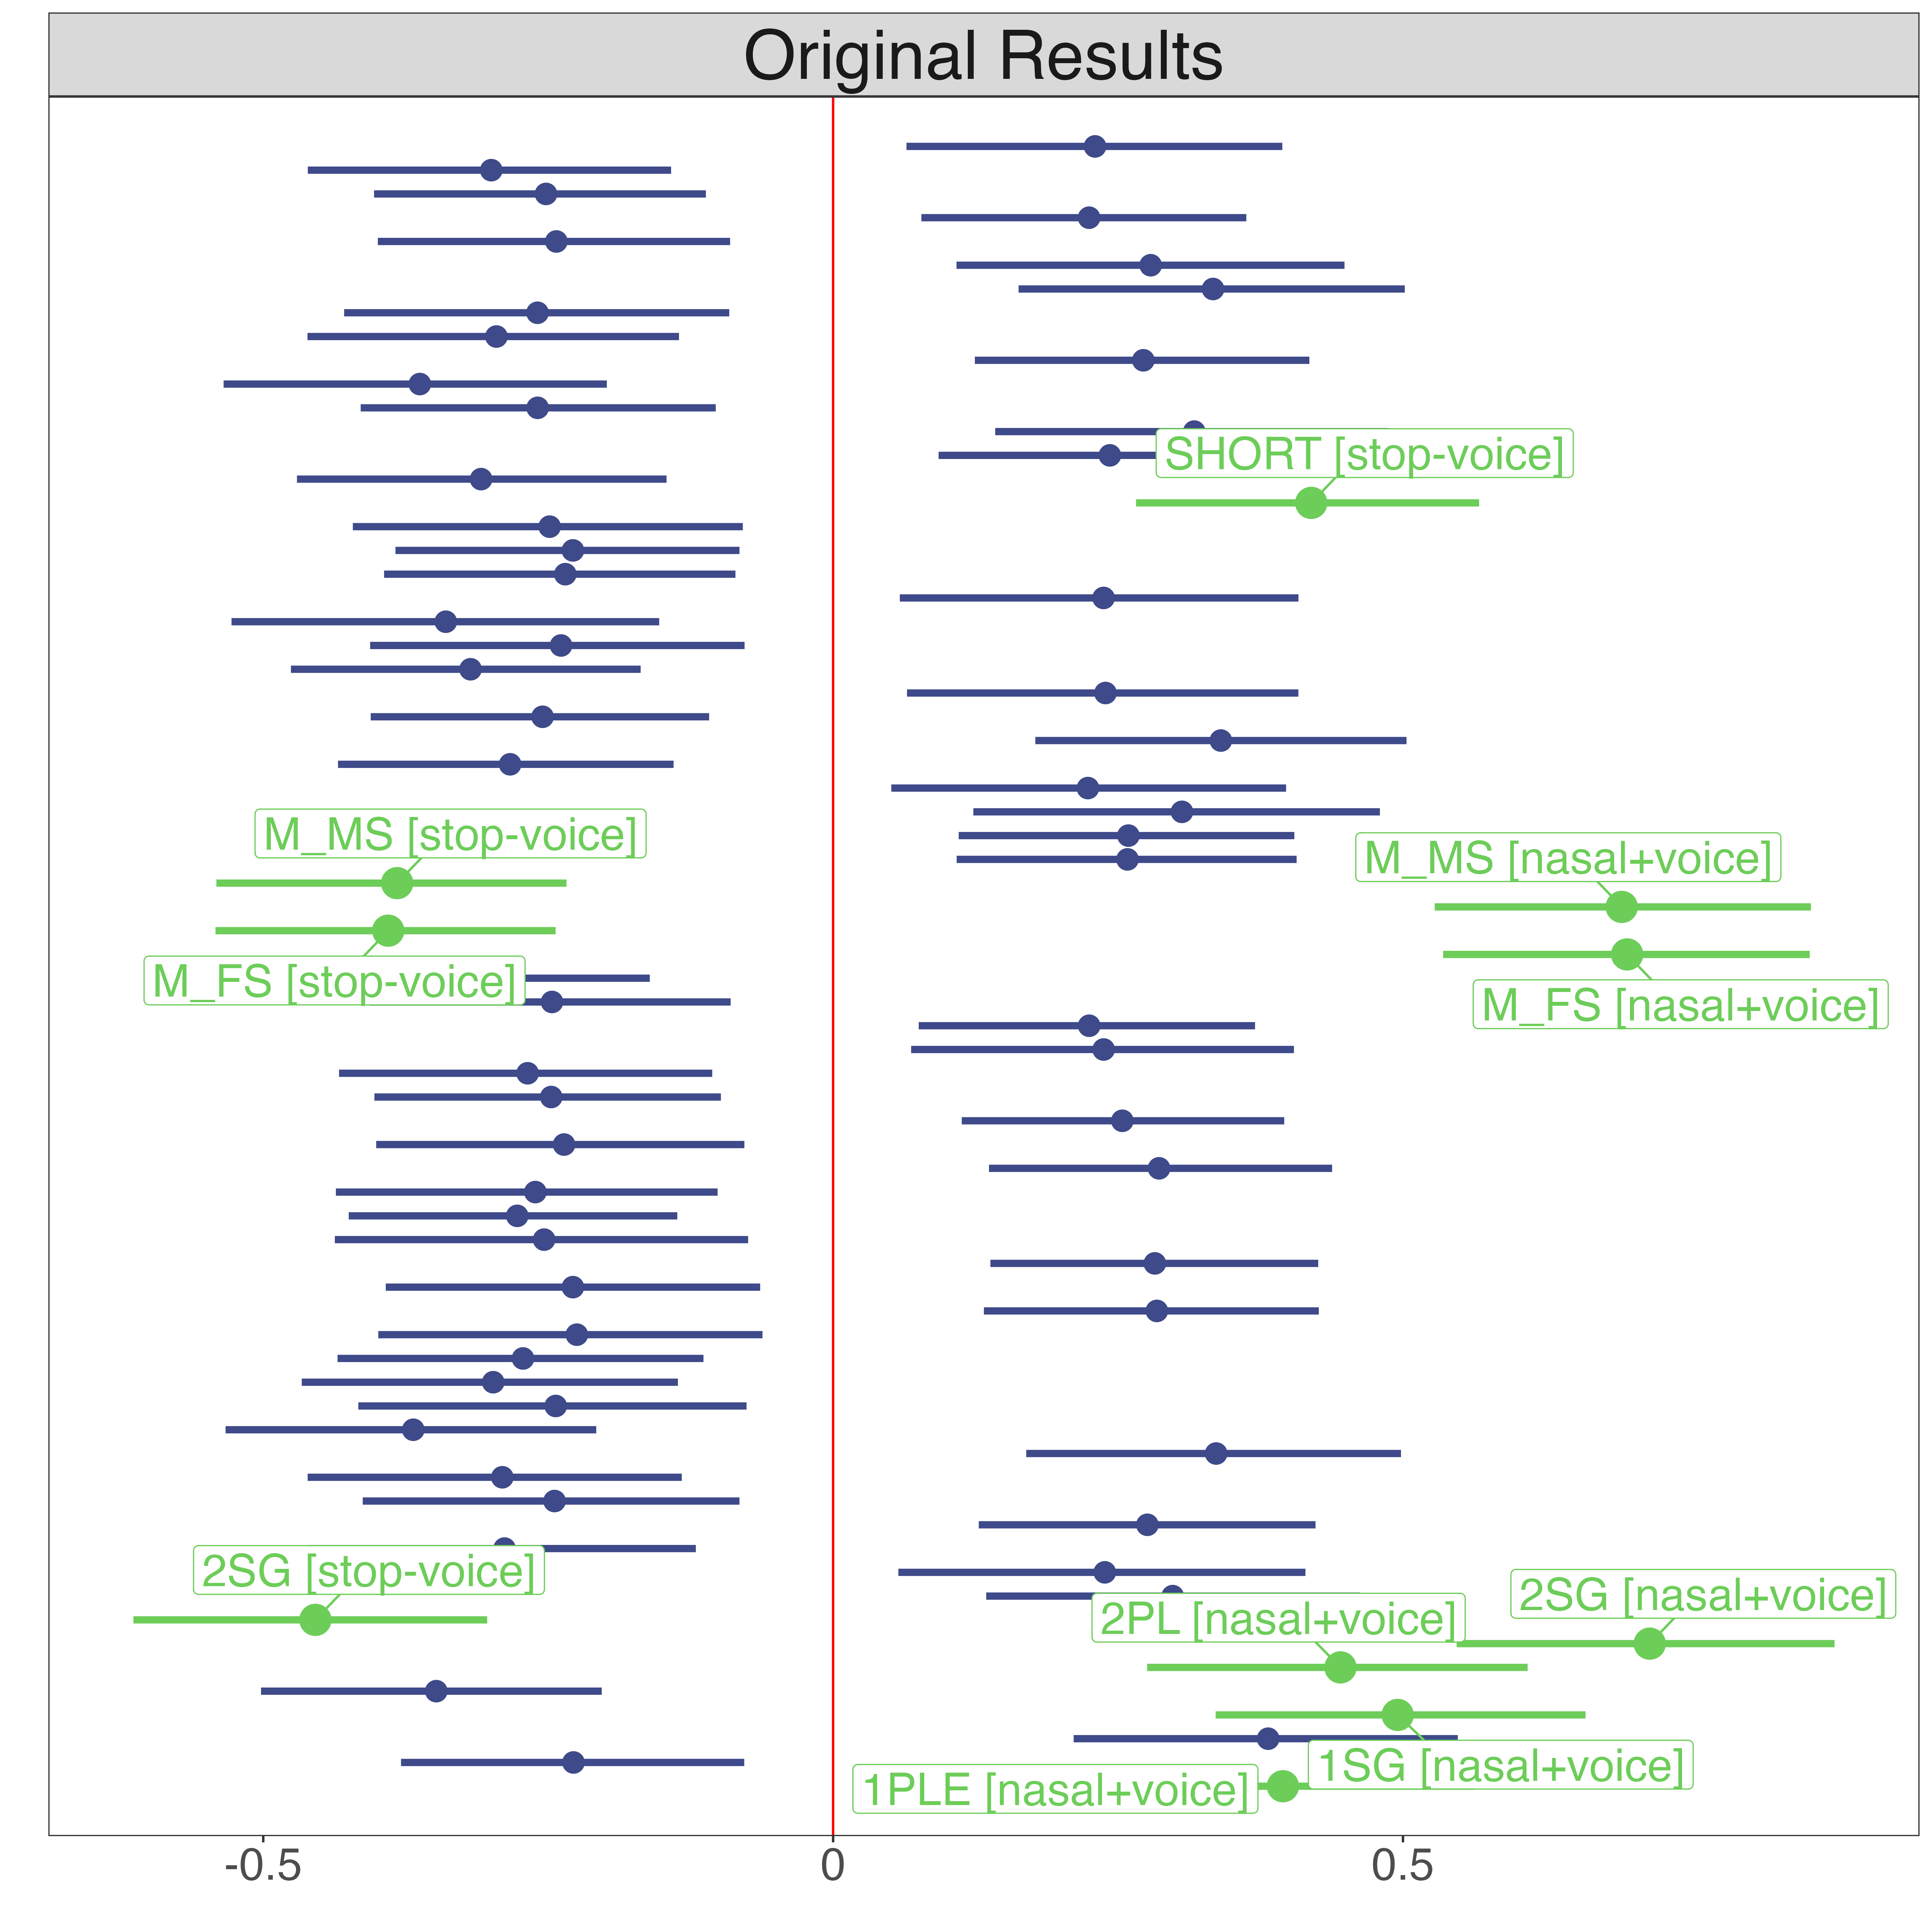 Original Results
SHORT [stop-voice]
M_MS [stop-voice]
M_MS [nasal+voice]
M_FS [stop-voice]
M_FS [nasal+voice]
2SG [stop-voice]
2SG [nasal+voice]
2PL [nasal+voice]
1SG [nasal+voice]
1PLE [nasal+voice]
-0.5 0 0.5